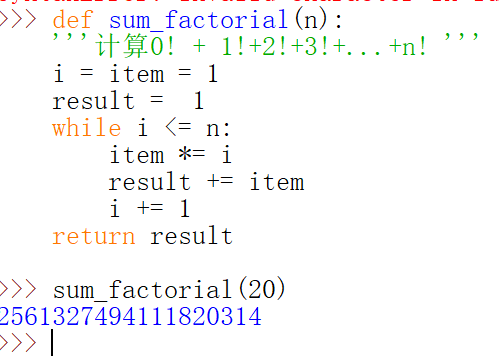 >>> def sum_factorial(n):
    '''计算0! + 1!+2!+3!+...+n! '''
    i = item = 1
    result =  1
    while i <= n:
        item *= i
        result += item
        i += 1
    return result
>>> sum_factorial(20)
2561327494111820314
>>>